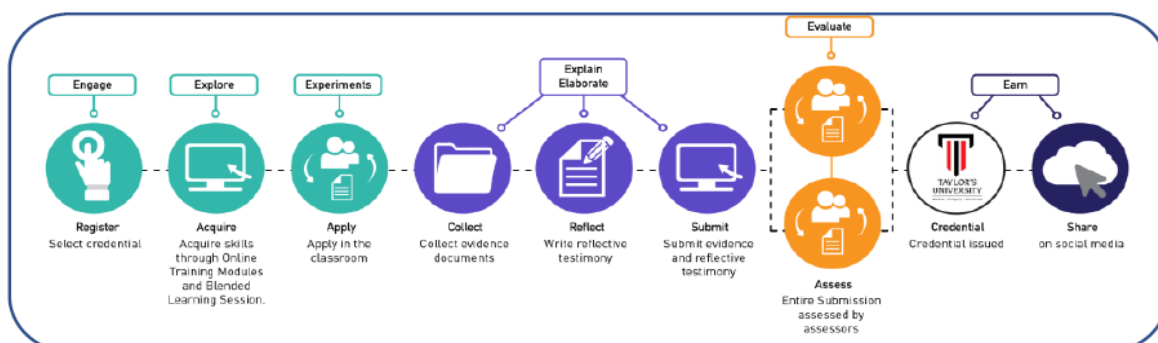 Engage
Explore
Experiments
Explain
Elaborate
Evaluate
Earn
Register
Select credential
Acquire
Acquire skills
through Online
Training Modules
and Blended
Learning Session.
Apply
Apply in the
classroom
Collect
Collect evidence
documents
Reflect
Write reflective
testimony
Submit
Submit evidence
and reflective
testimony
Assess
Entire Submission
assessed by
assessors
TAYLOR'S
UNIVERSITY
Credential
Credential issued
Share
on social media